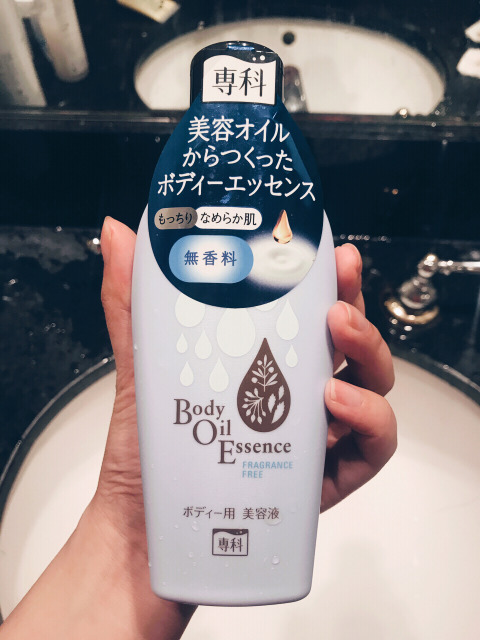 専科
美容オイル
からつくった
ボディーエッセンス
もっちり なめらか肌
無香料
Body
Oil
Essence
FRAGRANCE
FREE
ボディー用 美容液
専科